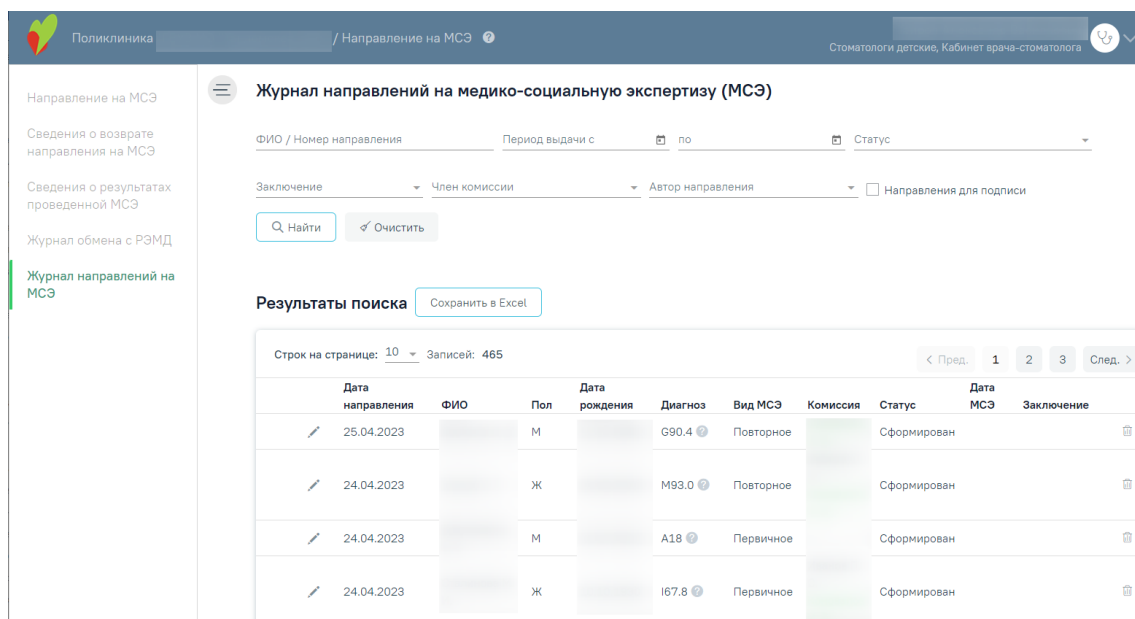 Поликлиника / Направление на МСЭ ?
Стоматологи детские, Кабинет врача-стоматолога
Направление на МСЭ
Сведения о возврате
направления на МСЭ
Сведения о результатах
проведенной МСЭ
Журнал обмена с РЭМД
Журнал направлений на
МСЭ
Журнал направлений на медико-социальную экспертизу (МСЭ)
ФИО / Номер направления Период выдачи с по Статус
Заключение Член комиссии Автор направления Направления для подписи
Найти Очистить
Результаты поиска Сохранить в Excel
Строк на странице: 10 Записей: 465 < Пред. 1 2 3 След. >
Дата направления ФИО Пол Дата рождения Диагноз Вид МСЭ Комиссия Статус Дата МСЭ Заключение
25.04.2023 М G90.4 ? Повторное Сформирован
24.04.2023 Ж M93.0 ? Повторное Сформирован
24.04.2023 М A18 ? Первичное Сформирован
24.04.2023 Ж I67.8 ? Первичное Сформирован